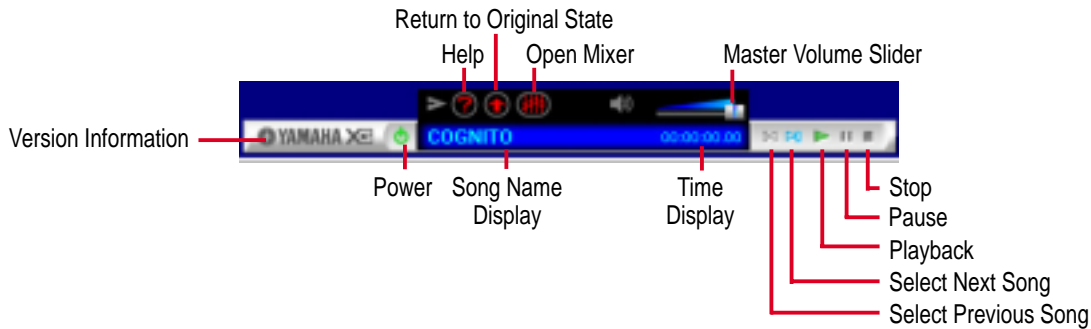 Return to Original State
Help
Open Mixer
Master Volume Slider
?
Version Information
YAMAHA XG
COGNITO
00:00:00.00
Power
Song Name
Display
Time
Display
Stop
Pause
Playback
Select Next Song
Select Previous Song